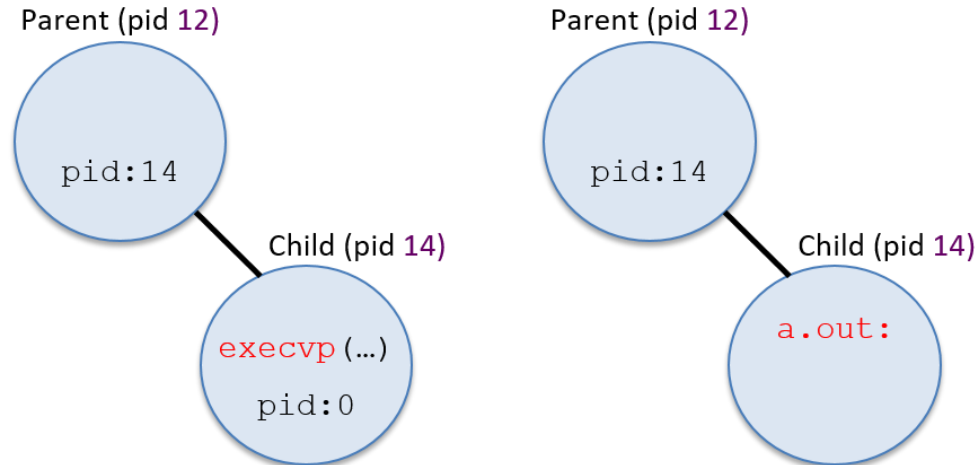 Parent (pid 12)
pid:14
Child (pid 14)
execvp(…)
pid:0
Parent (pid 12)
pid:14
Child (pid 14)
a.out: